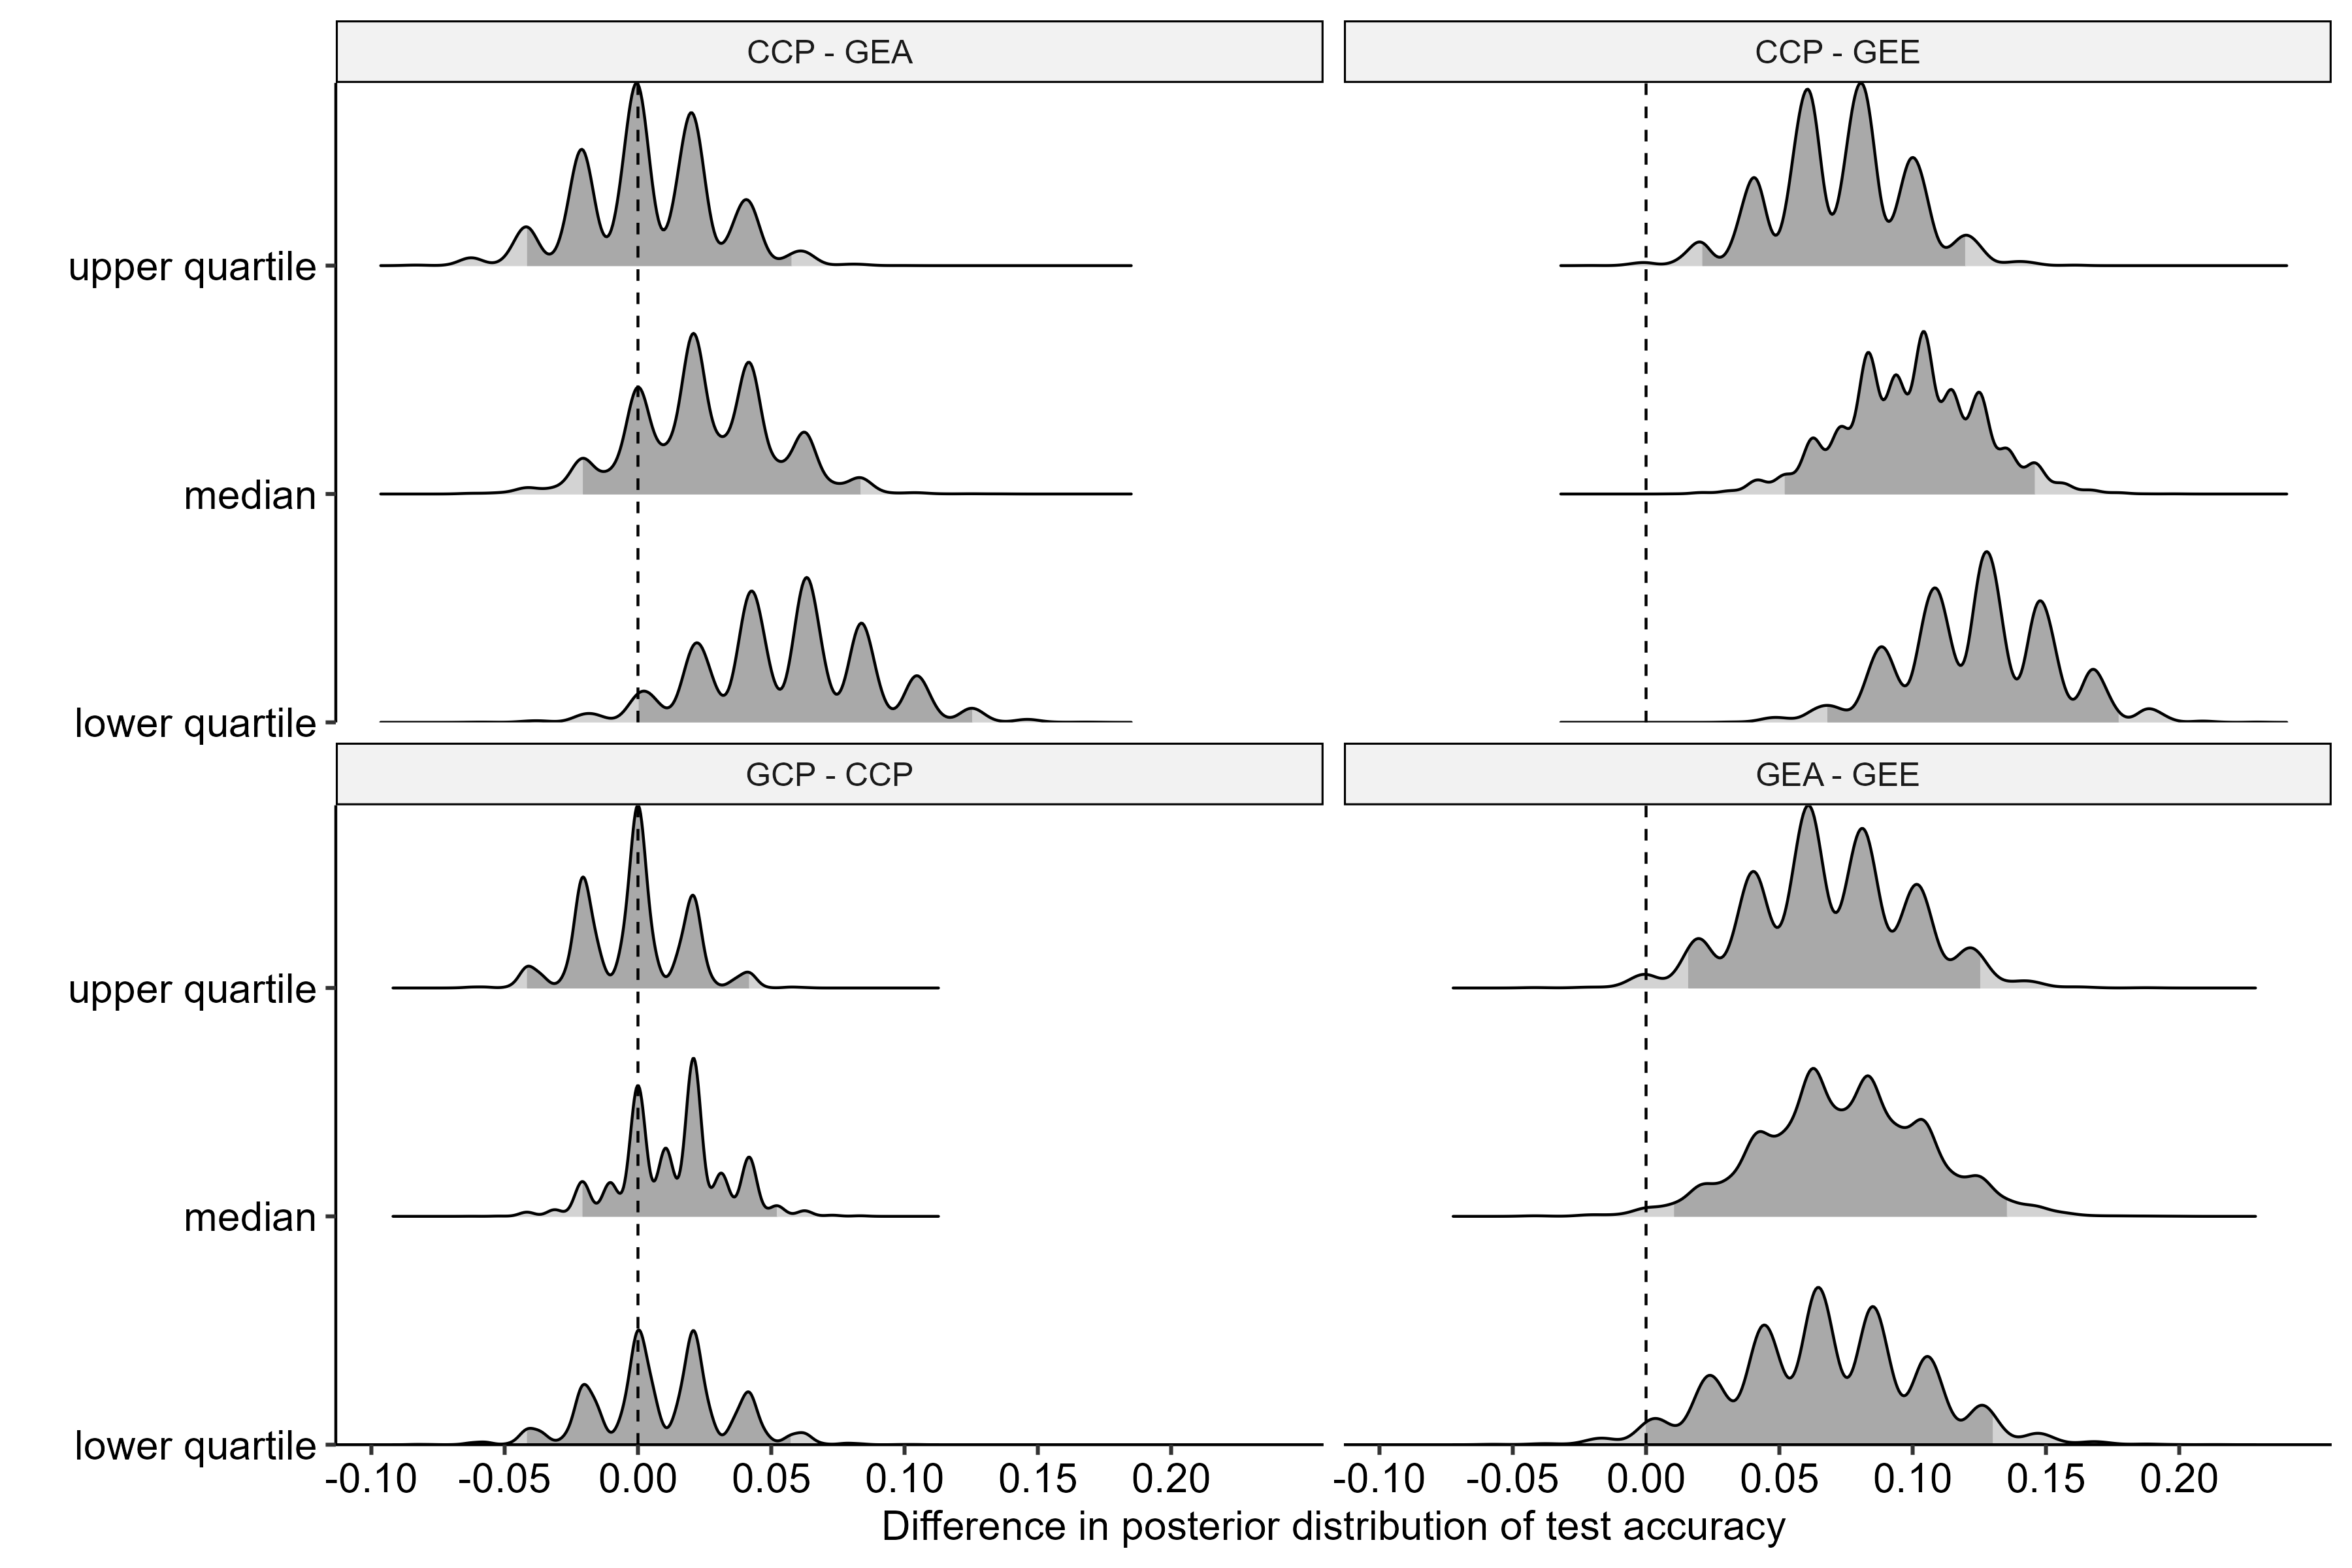 CCP - GEA
CCP - GEE
upper quartile
median
lower quartile
GCP - CCP
GEA - GEE
upper quartile
median
lower quartile
-0.10 -0.05 0.00 0.05 0.10 0.15 0.20
-0.10 -0.05 0.00 0.05 0.10 0.15 0.20
Difference in posterior distribution of test accuracy